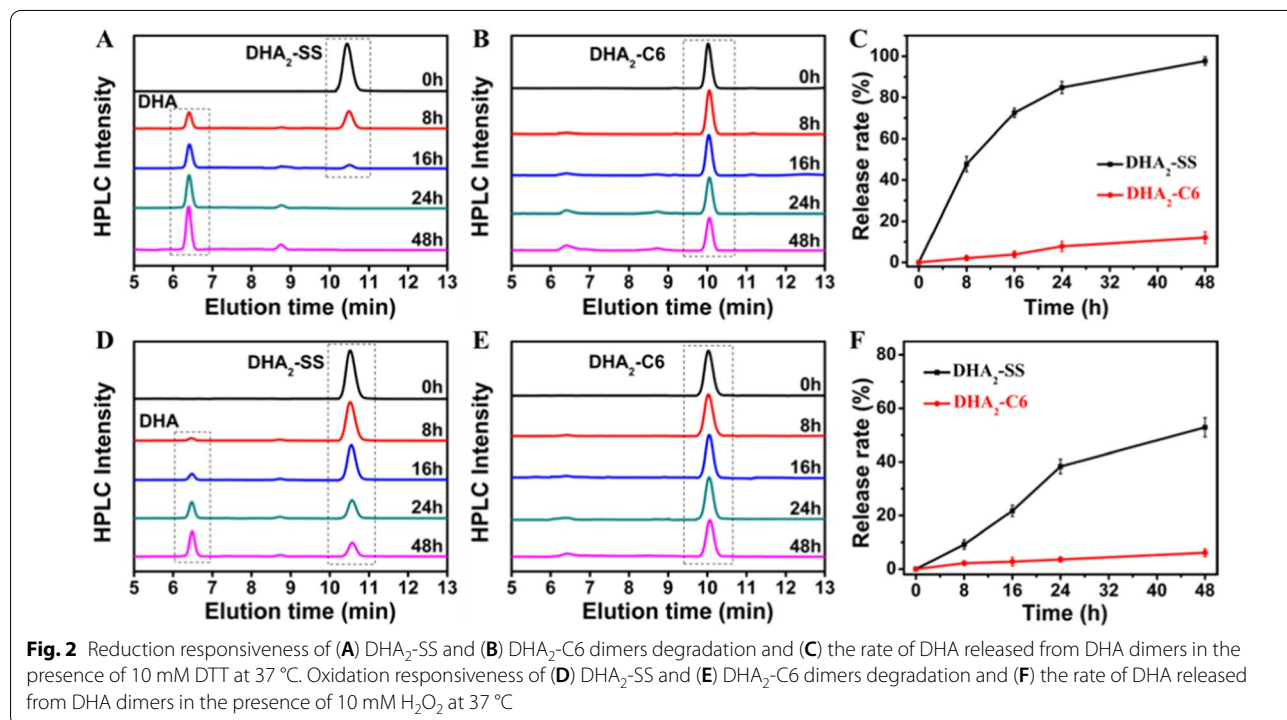 A
DHA₂-SS
DHA
0h
8h
16h
24h
48h
HPLC Intensity
5 6 7 8 9 10 11 12 13
Elution time (min)
B
DHA₂-C6
0h
8h
16h
24h
48h
HPLC Intensity
5 6 7 8 9 10 11 12 13
Elution time (min)
C
Release rate (%)
100
80
60
40
20
0
DHA₂-SS
DHA₂-C6
0 8 16 24 32 40 48
Time (h)
D
DHA₂-SS
DHA
0h
8h
16h
24h
48h
HPLC Intensity
5 6 7 8 9 10 11 12 13
Elution time (min)
E
DHA₂-C6
0h
8h
16h
24h
48h
HPLC Intensity
5 6 7 8 9 10 11 12 13
Elution time (min)
F
Release rate (%)
80
60
40
20
0
DHA₂-SS
DHA₂-C6
0 8 16 24 32 40 48
Time (h)
Fig. 2 Reduction responsiveness of (A) DHA₂-SS and (B) DHA₂-C6 dimers degradation and (C) the rate of DHA released from DHA dimers in the
presence of 10 mM DTT at 37 °C. Oxidation responsiveness of (D) DHA₂-SS and (E) DHA₂-C6 dimers degradation and (F) the rate of DHA released
from DHA dimers in the presence of 10 mM H₂O₂ at 37 °C